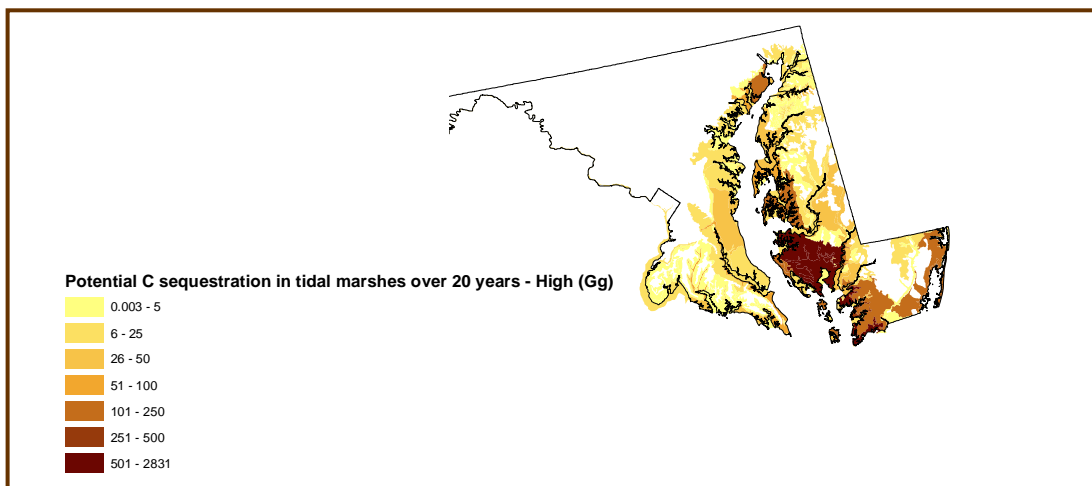 Potential C sequestration in tidal marshes over 20 years - High (Gg)
0.003 - 5
6 - 25
26 - 50
51 - 100
101 - 250
251 - 500
501 - 2831